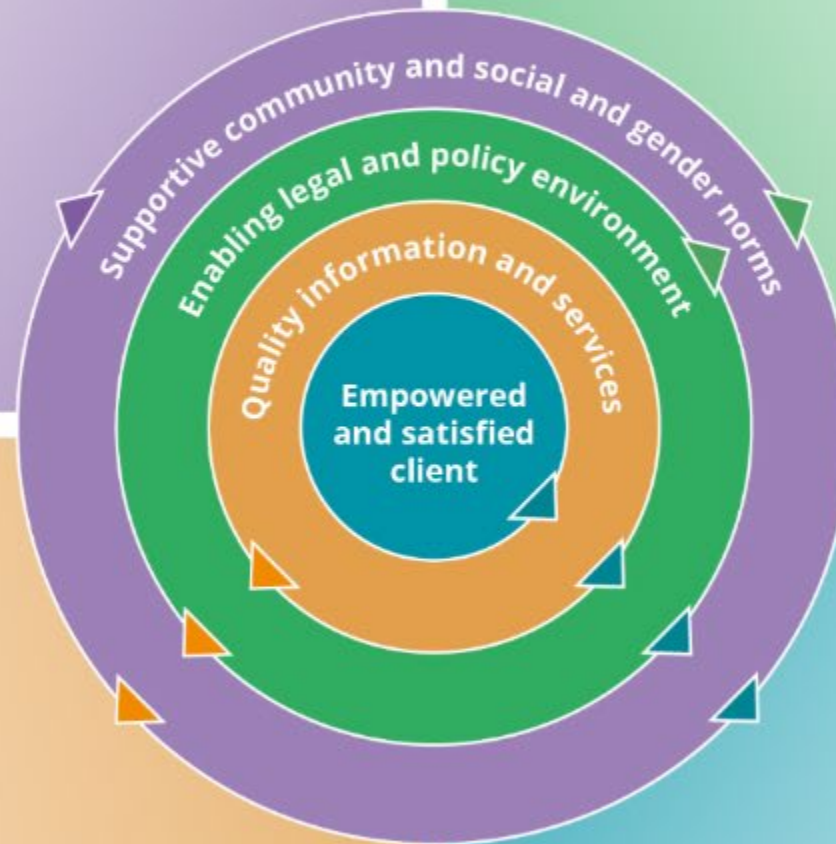 Supportive community and social and gender norms
Enabling legal and policy environment
Quality information and services
Empowered
and satisfied
client